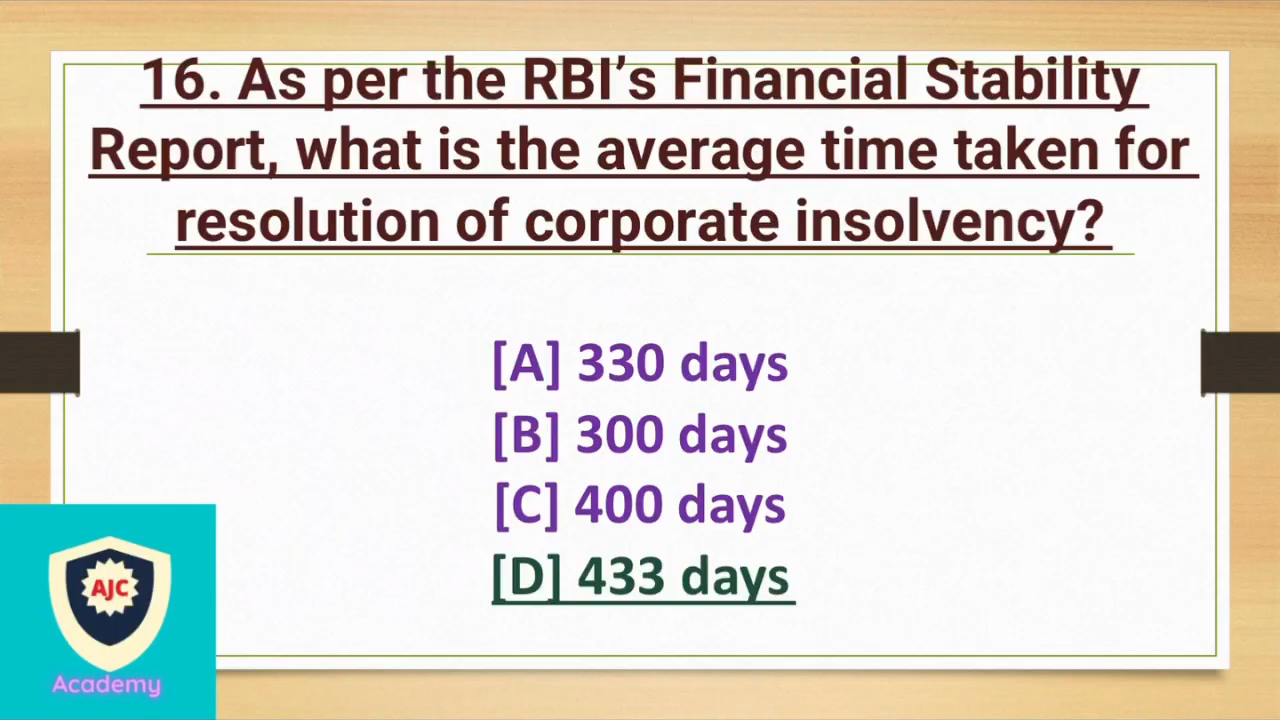 16. As per the RBI’s Financial Stability
Report, what is the average time taken for
resolution of corporate insolvency?
[A] 330 days
[B] 300 days
[C] 400 days
[D] 433 days
AJC
Academy